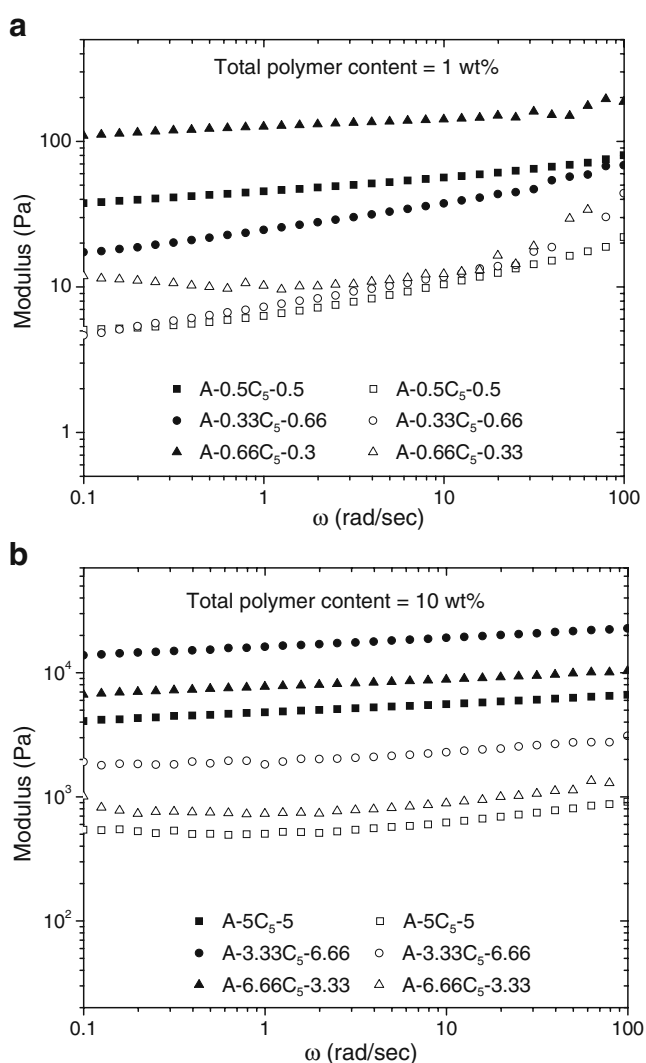 a
Total polymer content = 1 wt%
Modulus (Pa)
100
10
1
A-0.5C₅-0.5 A-0.5C₅-0.5
A-0.33C₅-0.66 A-0.33C₅-0.66
A-0.66C₅-0.3 A-0.66C₅-0.33
0.1 1 10 100
ω (rad/sec)
b
Total polymer content = 10 wt%
Modulus (Pa)
10⁴
10³
10²
A-5C₅-5 A-5C₅-5
A-3.33C₅-6.66 A-3.33C₅-6.66
A-6.66C₅-3.33 A-6.66C₅-3.33
0.1 1 10 100
ω (rad/sec)